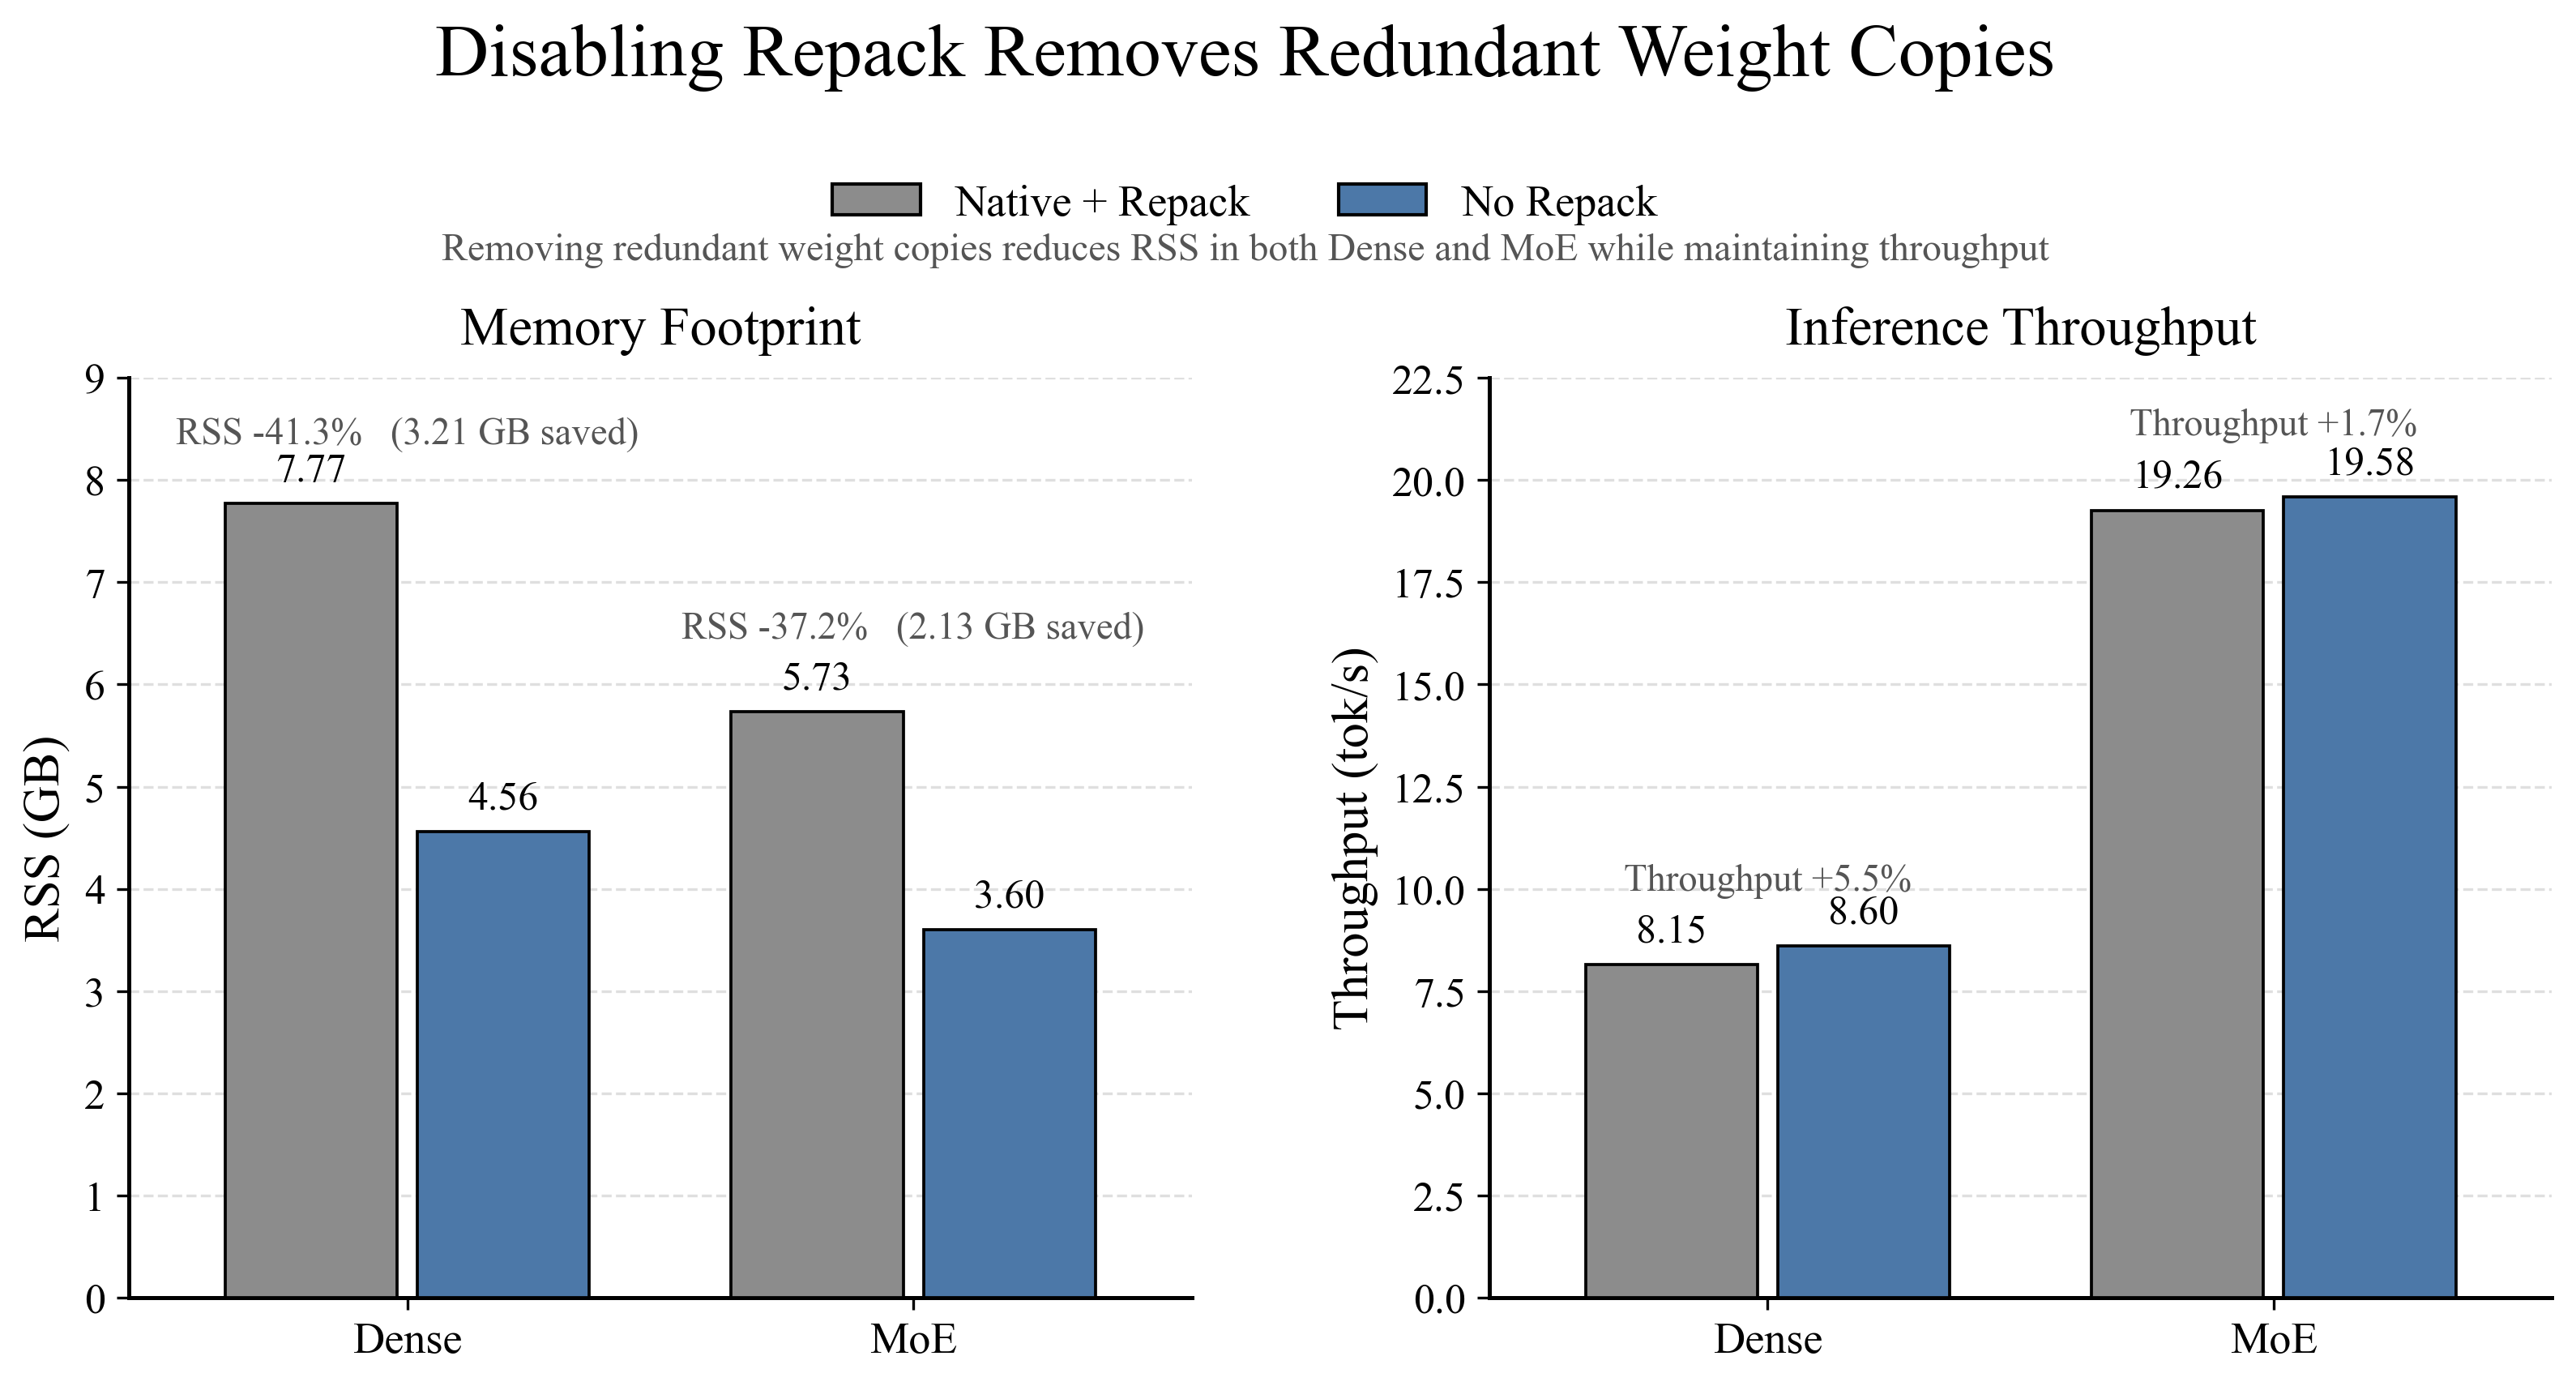 Disabling Repack Removes Redundant Weight Copies
Native + Repack
No Repack
Removing redundant weight copies reduces RSS in both Dense and MoE while maintaining throughput
Memory Footprint
RSS (GB)
9
8
7
6
5
4
3
2
1
0
RSS -41.3%   (3.21 GB saved)
7.77
4.56
RSS -37.2%   (2.13 GB saved)
5.73
3.60
Dense
MoE
Inference Throughput
Throughput (tok/s)
22.5
20.0
17.5
15.0
12.5
10.0
7.5
5.0
2.5
0.0
Throughput +5.5%
8.15
8.60
Throughput +1.7%
19.26
19.58
Dense
MoE